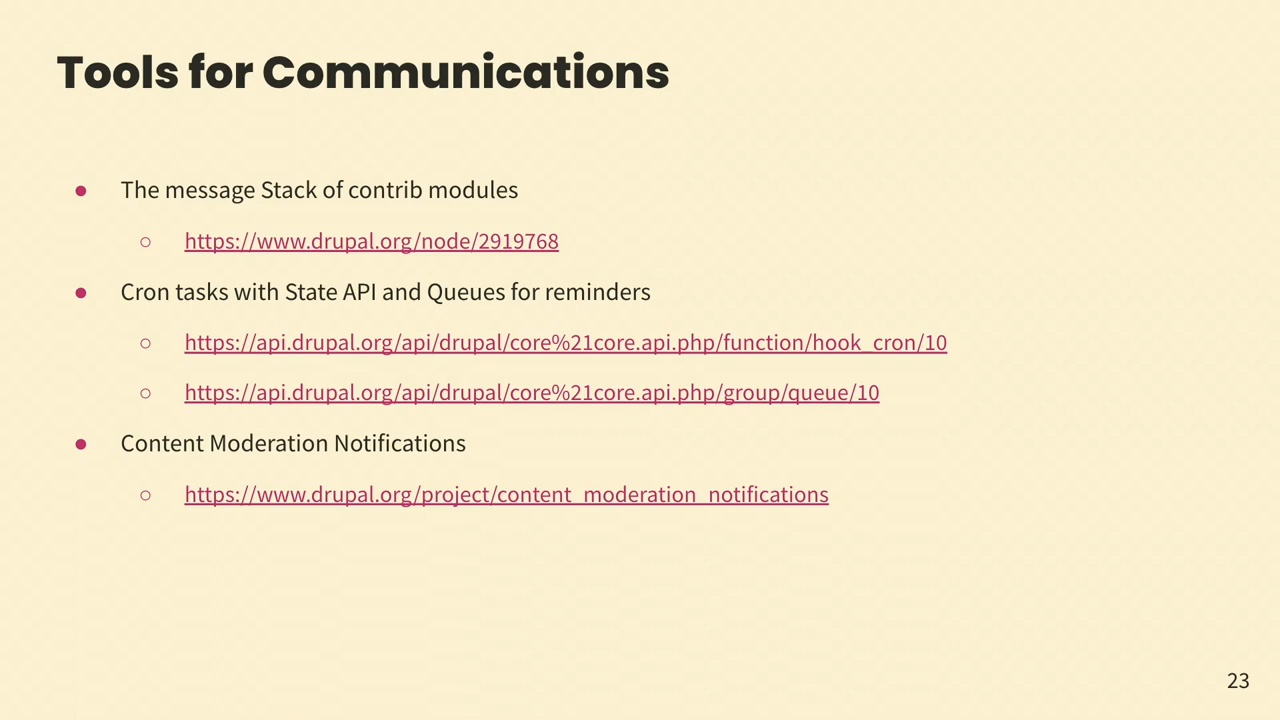 Tools for Communications
● The message Stack of contrib modules
○ https://www.drupal.org/node/2919768
● Cron tasks with State API and Queues for reminders
○ https://api.drupal.org/api/drupal/core%21core.api.php/function/hook_cron/10
○ https://api.drupal.org/api/drupal/core%21core.api.php/group/queue/10
● Content Moderation Notifications
○ https://www.drupal.org/project/content_moderation_notifications
23